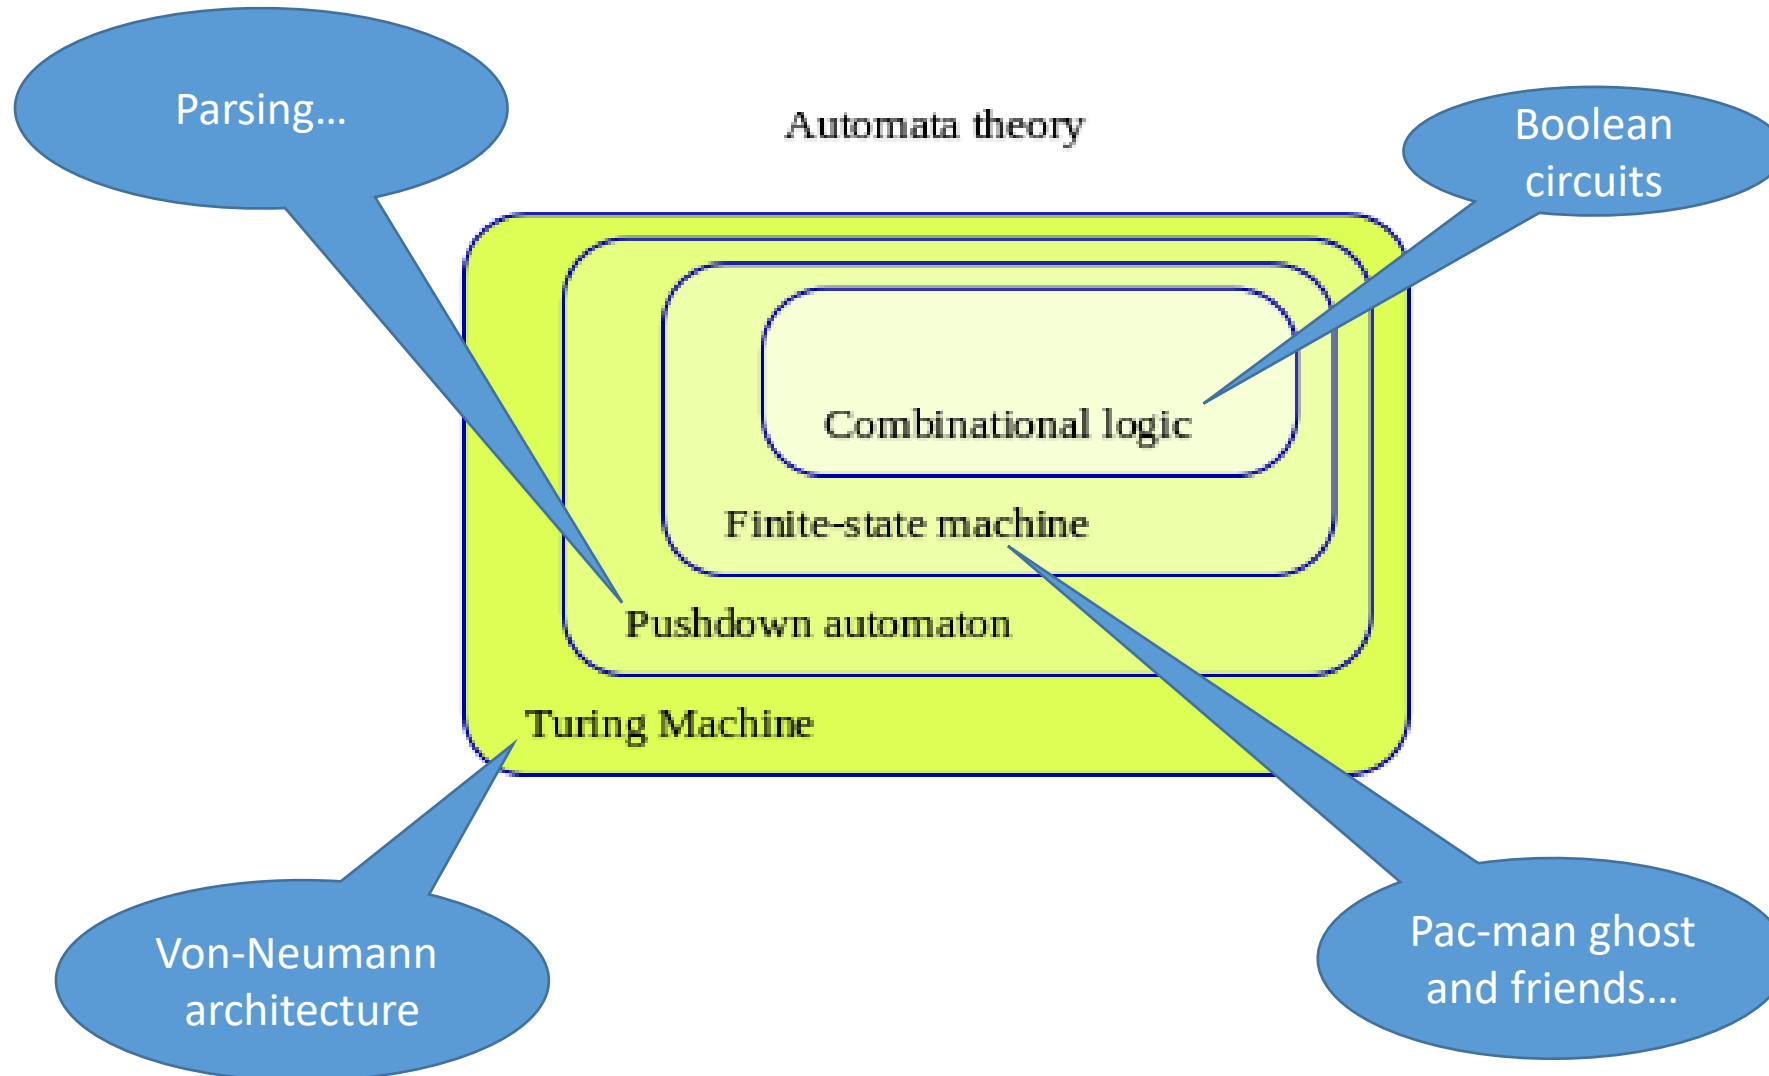 Parsing...
Automata theory
Boolean
circuits
Combinational logic
Finite-state machine
Pushdown automaton
Turing Machine
Von-Neumann
architecture
Pac-man ghost
and friends...